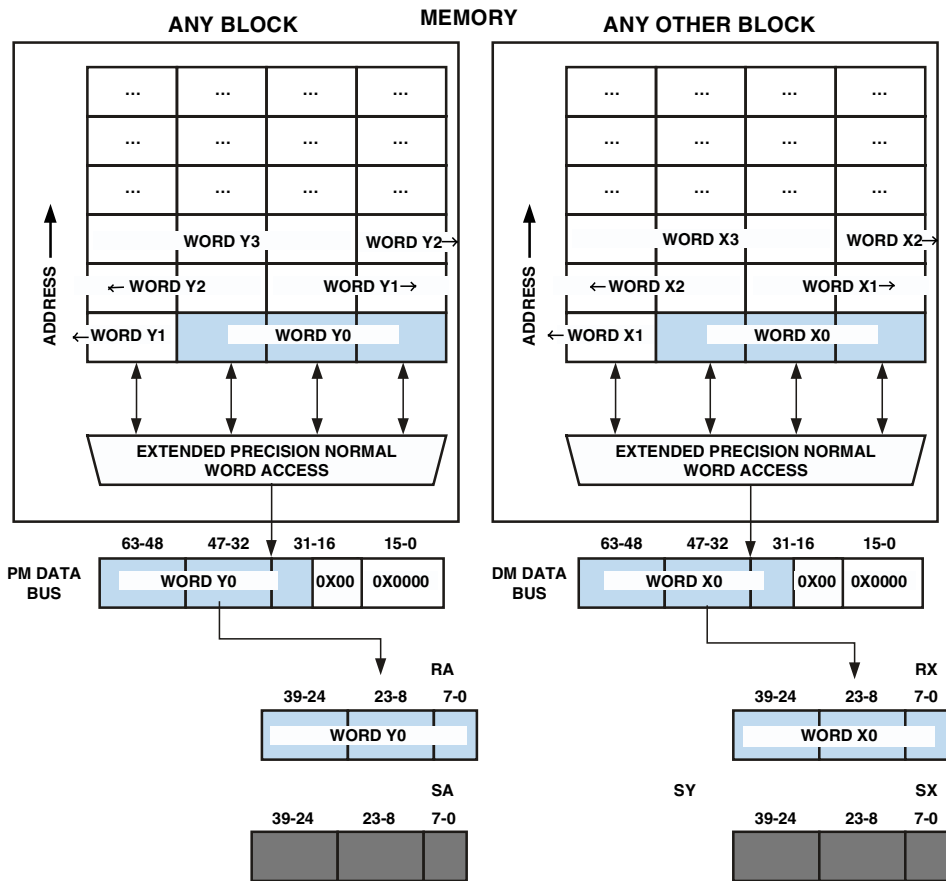 MEMORY
ANY BLOCK
ANY OTHER BLOCK
... ... ... ...
... ... ... ...
... ... ... ...
WORD Y3 WORD Y2→
←WORD Y2 WORD Y1→
←WORD Y1 WORD Y0
ADDRESS
EXTENDED PRECISION NORMAL
WORD ACCESS
... ... ... ...
... ... ... ...
... ... ... ...
WORD X3 WORD X2→
←WORD X2 WORD X1→
←WORD X1 WORD X0
ADDRESS
EXTENDED PRECISION NORMAL
WORD ACCESS
63-48 47-32 31-16 15-0
PM DATA
BUS
WORD Y0 0X00 0X0000
63-48 47-32 31-16 15-0
DM DATA
BUS
WORD X0 0X00 0X0000
RA
39-24 23-8 7-0
WORD Y0
RX
39-24 23-8 7-0
WORD X0
SA
39-24 23-8 7-0
SY SX
39-24 23-8 7-0